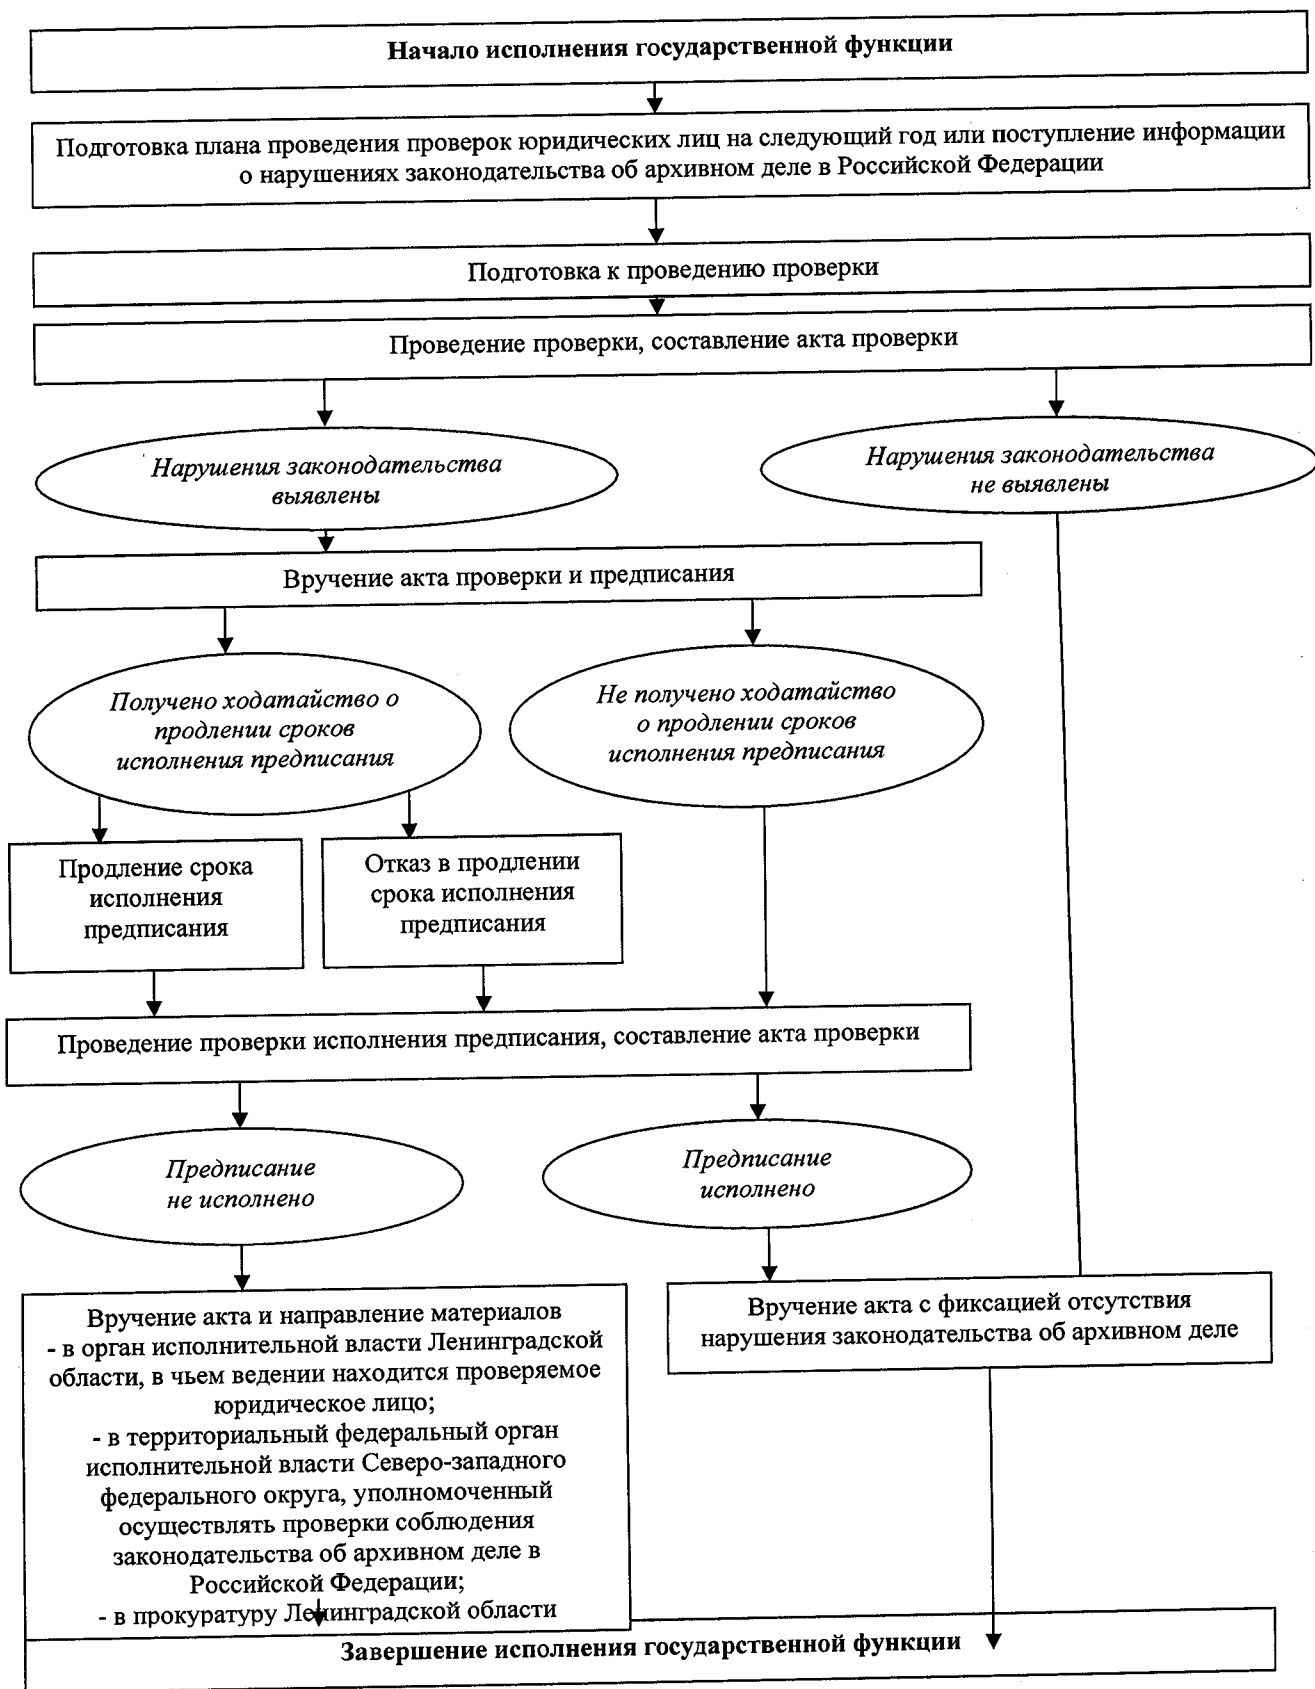 Начало исполнения государственной функции
Подготовка плана проведения проверок юридических лиц на следующий год или поступление информации
о нарушениях законодательства об архивном деле в Российской Федерации
Подготовка к проведению проверки
Проведение проверки, составление акта проверки
Нарушения законодательства
выявлены
Нарушения законодательства
не выявлены
Вручение акта проверки и предписания
Получено ходатайство о
продлении сроков
исполнения предписания
Не получено ходатайство
о продлении сроков
исполнения предписания
Продление срока
исполнения
предписания
Отказ в продлении
срока исполнения
предписания
Проведение проверки исполнения предписания, составление акта проверки
Предписание
не исполнено
Предписание
исполнено
Вручение акта и направление материалов
- в орган исполнительной власти Ленинградской
области, в чьем ведении находится проверяемое
юридическое лицо;
- в территориальный федеральный орган
исполнительной власти Северо-западного
федерального округа, уполномоченный
осуществлять проверки соблюдения
законодательства об архивном деле в
Российской Федерации;
- в прокуратуру Ленинградской области
Вручение акта с фиксацией отсутствия
нарушения законодательства об архивном деле
Завершение исполнения государственной функции